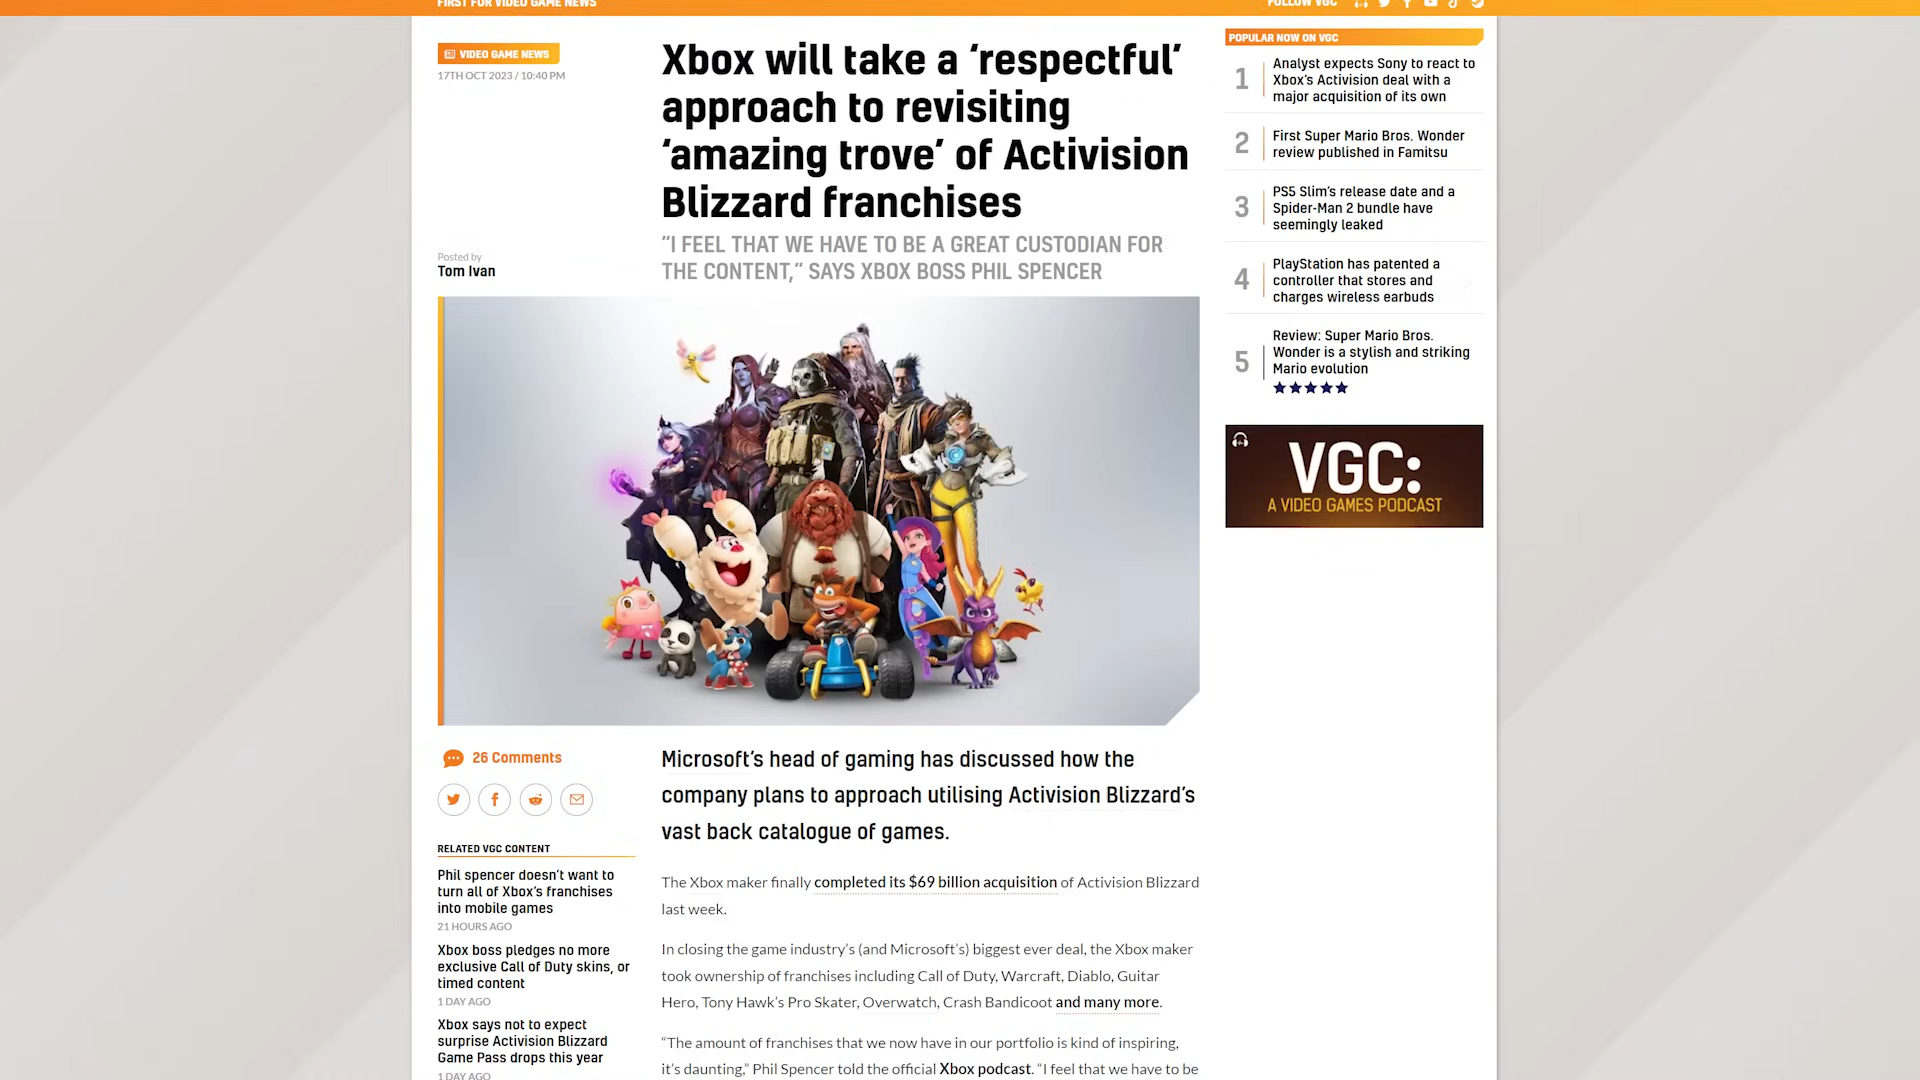 FIRST FOR VIDEO GAME NEWS
FOLLOW VGC
VIDEO GAME NEWS
17TH OCT 2023 / 10:40 PM
Posted by
Tom Ivan
Xbox will take a ‘respectful’
approach to revisiting
‘amazing trove’ of Activision
Blizzard franchises
“I FEEL THAT WE HAVE TO BE A GREAT CUSTODIAN FOR
THE CONTENT,” SAYS XBOX BOSS PHIL SPENCER
26 Comments
RELATED VGC CONTENT
Phil spencer doesn’t want to
turn all of Xbox’s franchises
into mobile games
21 HOURS AGO
Xbox boss pledges no more
exclusive Call of Duty skins, or
timed content
1 DAY AGO
Xbox says not to expect
surprise Activision Blizzard
Game Pass drops this year
1 DAY AGO
Microsoft’s head of gaming has discussed how the
company plans to approach utilising Activision Blizzard’s
vast back catalogue of games.
The Xbox maker finally completed its $69 billion acquisition of Activision Blizzard
last week.
In closing the game industry’s (and Microsoft’s) biggest ever deal, the Xbox maker
took ownership of franchises including Call of Duty, Warcraft, Diablo, Guitar
Hero, Tony Hawk’s Pro Skater, Overwatch, Crash Bandicoot and many more.
“The amount of franchises that we now have in our portfolio is kind of inspiring,
it’s daunting,” Phil Spencer told the official Xbox podcast. “I feel that we have to be
POPULAR NOW ON VGC
1
Analyst expects Sony to react to
Xbox’s Activision deal with a
major acquisition of its own
2
First Super Mario Bros. Wonder
review published in Famitsu
3
PS5 Slim’s release date and a
Spider-Man 2 bundle have
seemingly leaked
4
PlayStation has patented a
controller that stores and
charges wireless earbuds
5
Review: Super Mario Bros.
Wonder is a stylish and striking
Mario evolution
VGC:
A VIDEO GAMES PODCAST